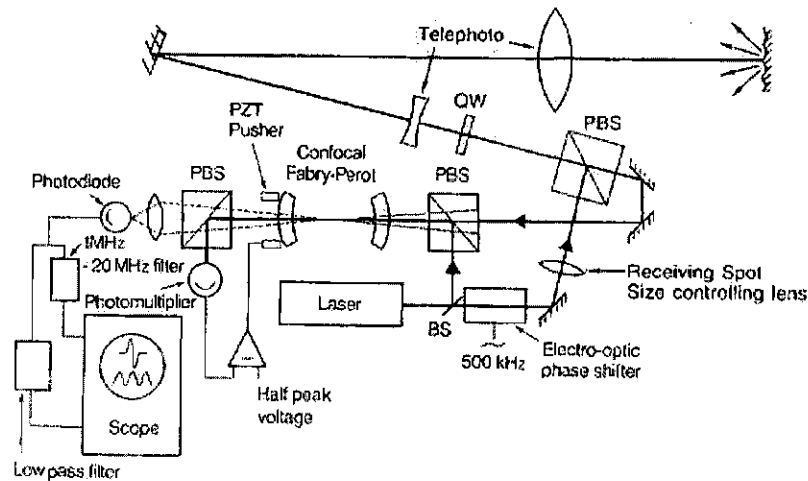 Telephoto
QW
PBS
PZT
Pusher
Confocal
Fabry-Perot
PBS
PBS
Photodiode
1MHz
-20 MHz filter
Photomultiplier
Laser
BS
500 kHz
Receiving Spot
Size controlling lens
Electro-optic
phase shifter
Half peak
voltage
Scope
Low pass filter